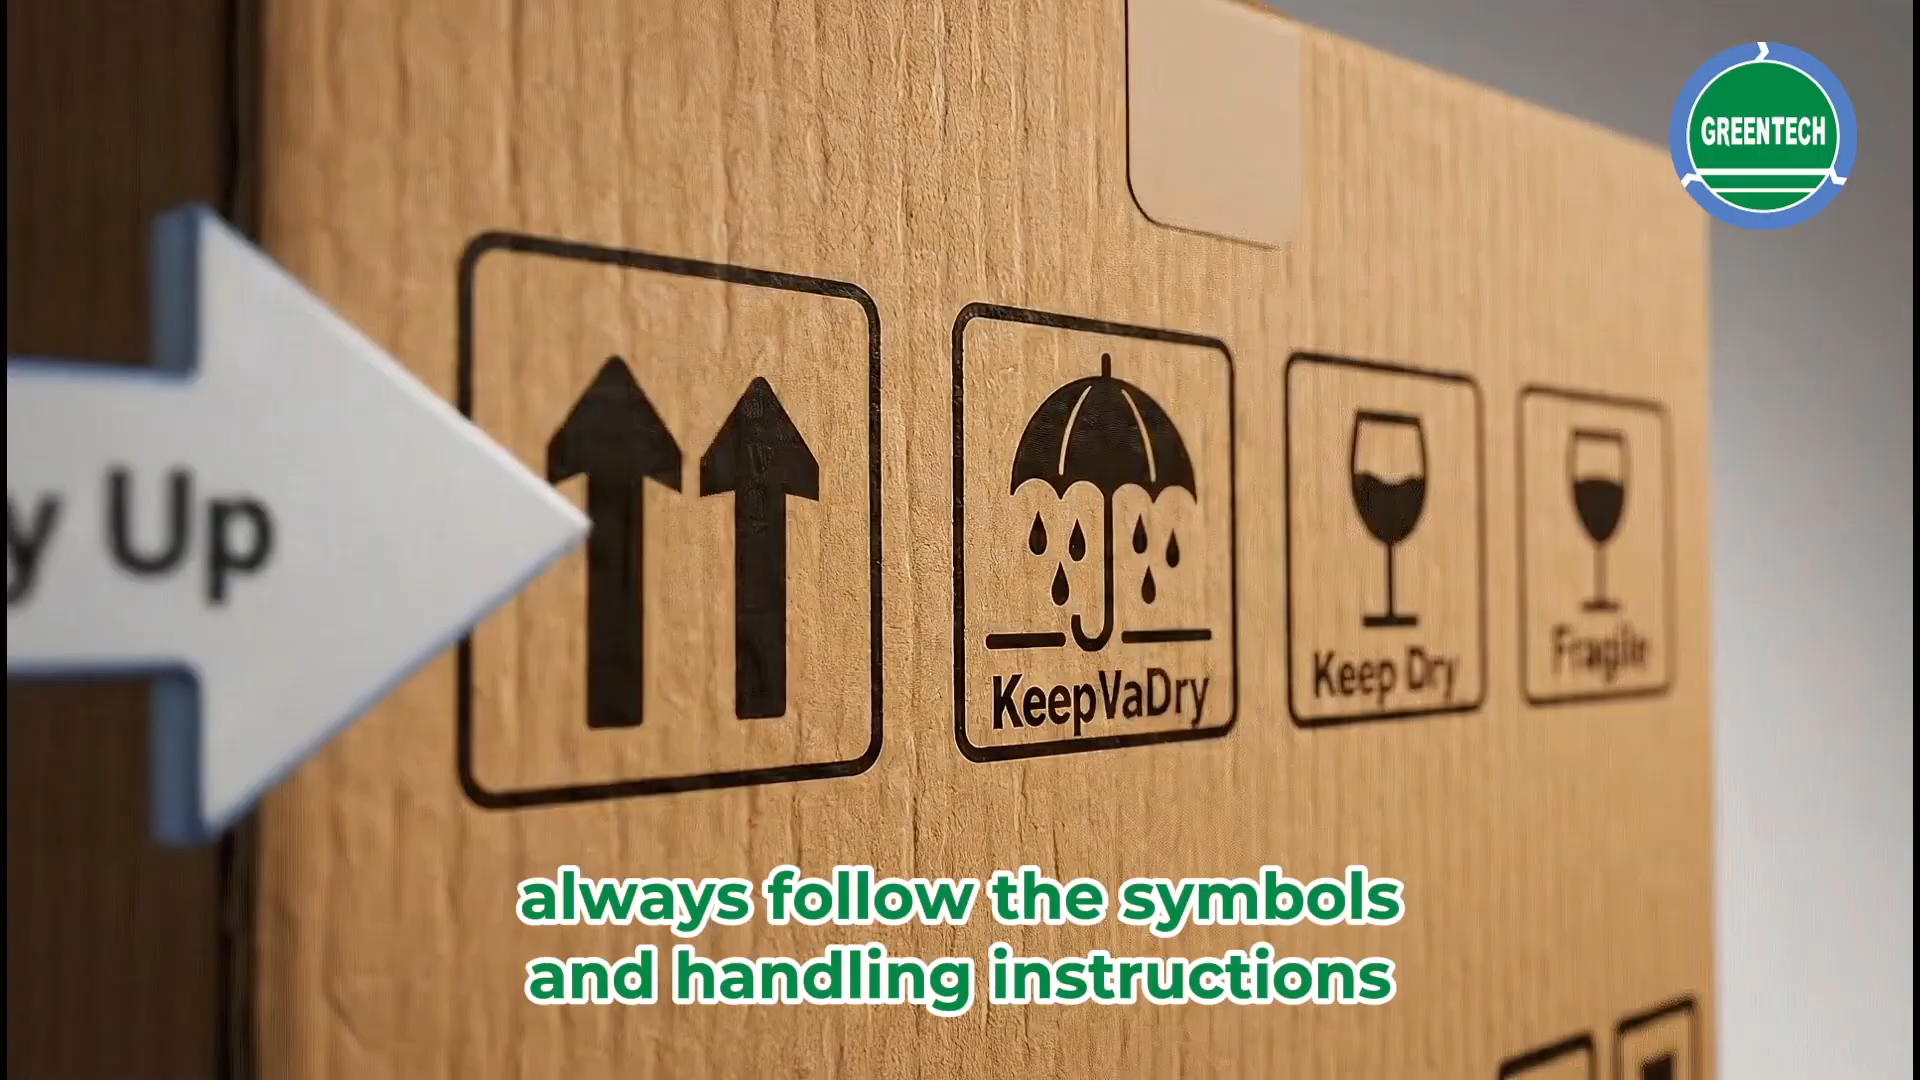 GREENTECH
y Up
KeepVaDry
Keep Dry
Fragile
always follow the symbols
and handling instructions